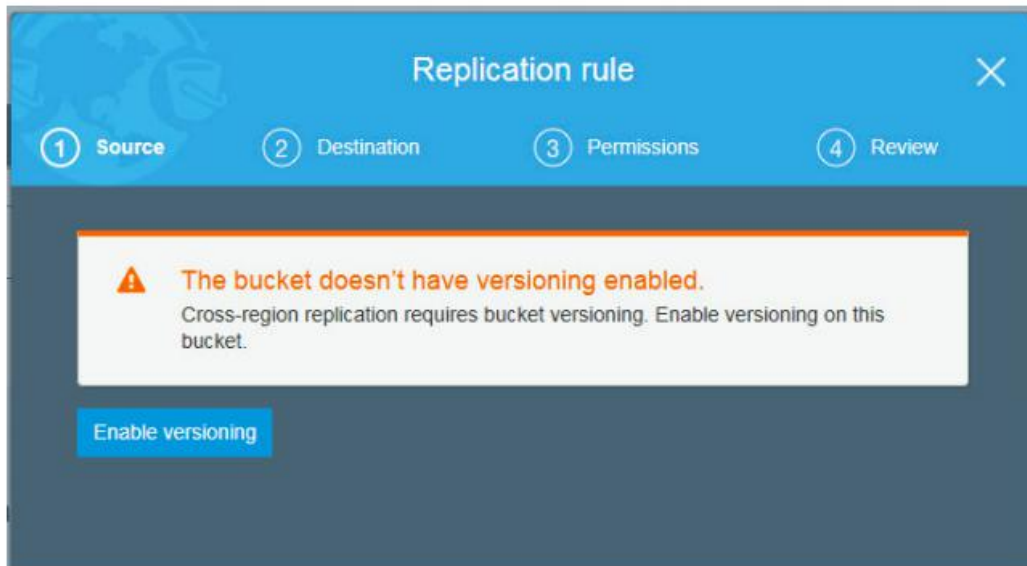 Replication rule
1 Source 2 Destination 3 Permissions 4 Review
The bucket doesn't have versioning enabled.
Cross-region replication requires bucket versioning. Enable versioning on this
bucket.
Enable versioning